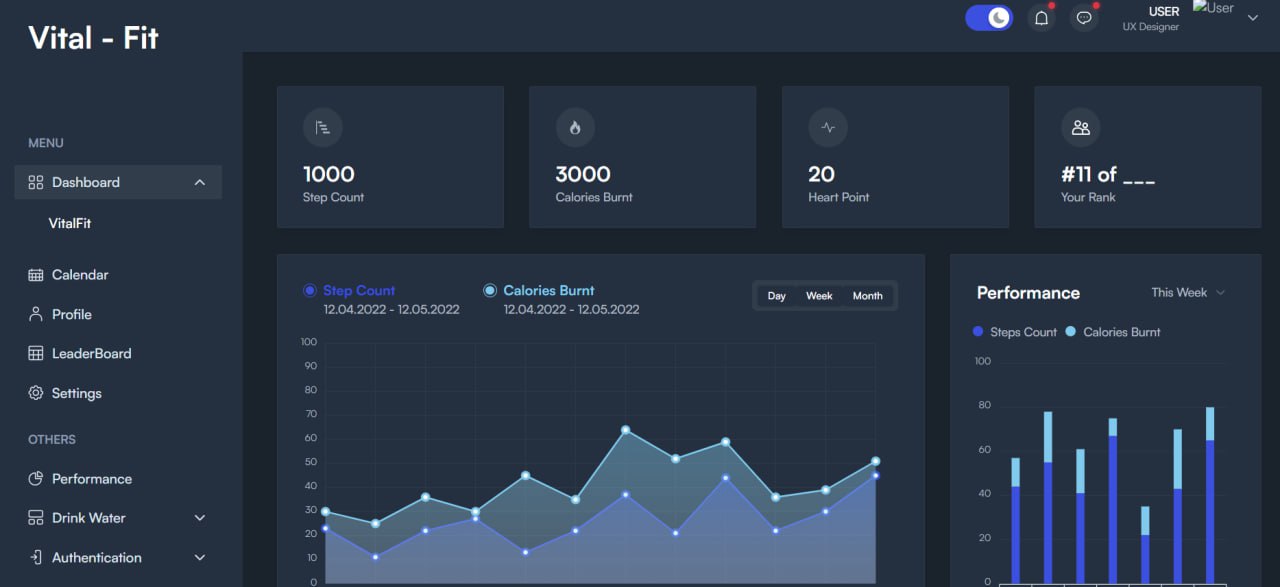 Vital - Fit
USER
UX Designer
User
MENU
Dashboard
VitalFit
Calendar
Profile
LeaderBoard
Settings
OTHERS
Performance
Drink Water
Authentication
1000
Step Count
3000
Calories Burnt
20
Heart Point
#11 of ___
Your Rank
Step Count
12.04.2022 - 12.05.2022
Calories Burnt
12.04.2022 - 12.05.2022
Day Week Month
100
90
80
70
60
50
40
30
20
10
0
Performance
This Week
Steps Count
Calories Burnt
100
80
60
40
20
0